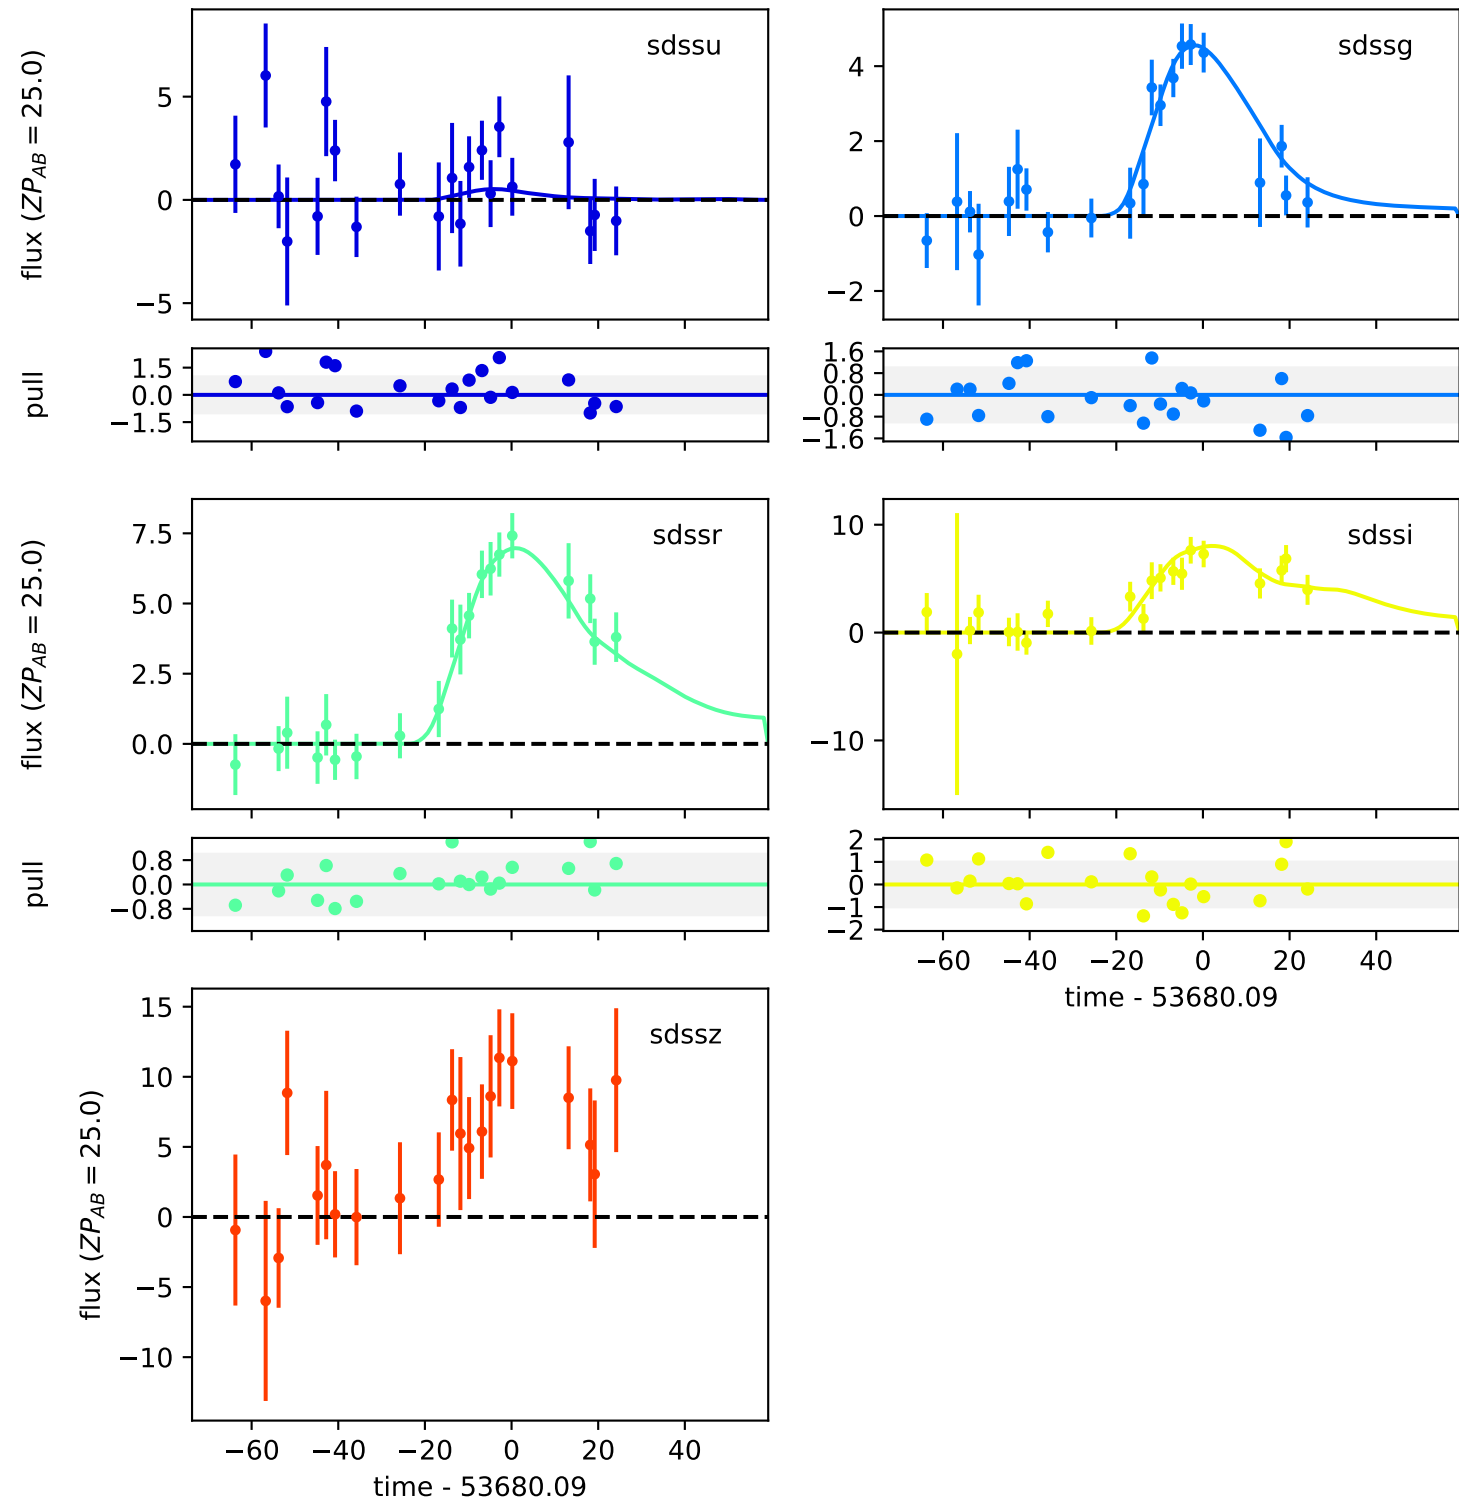 sdssu
flux (ZP_AB = 25.0)
5
0
−5
sdssg
4
2
0
−2
pull
1.5
0.0
−1.5
1.6
0.8
0.0
−0.8
−1.6
sdssr
flux (ZP_AB = 25.0)
7.5
5.0
2.5
0.0
sdssi
10
0
−10
pull
0.8
0.0
−0.8
2
1
0
−1
−2
−60 −40 −20 0 20 40
time - 53680.09
sdssz
flux (ZP_AB = 25.0)
15
10
5
0
−5
−10
−60 −40 −20 0 20 40
time - 53680.09